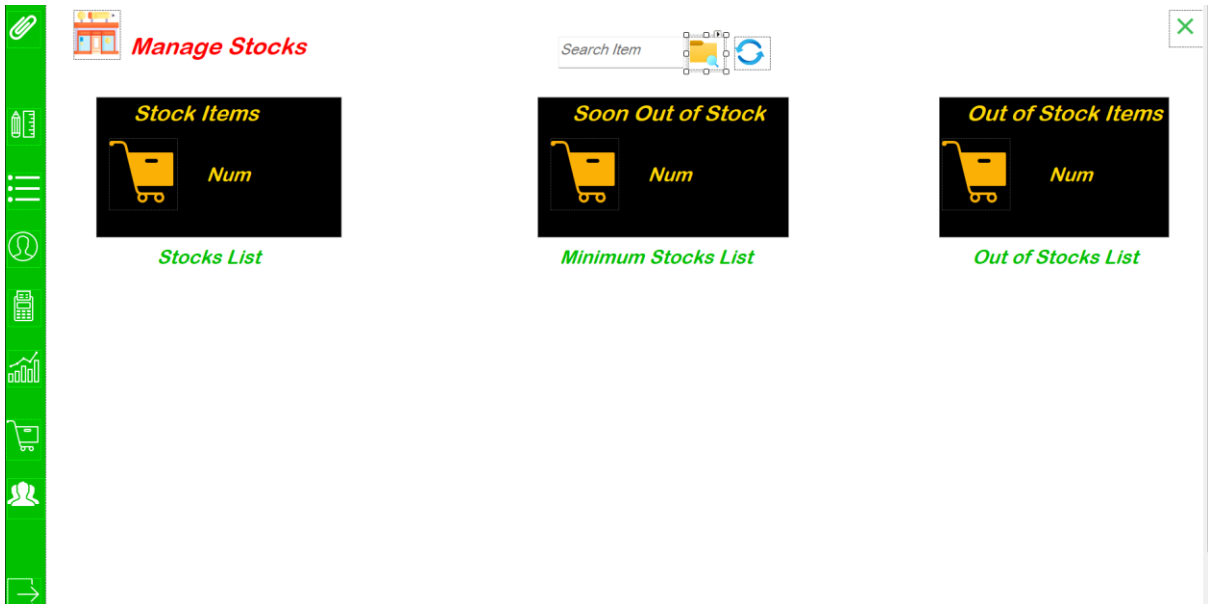 Manage Stocks
Search Item
Stock Items
Num
Soon Out of Stock
Num
Out of Stock Items
Num
Stocks List
Minimum Stocks List
Out of Stocks List